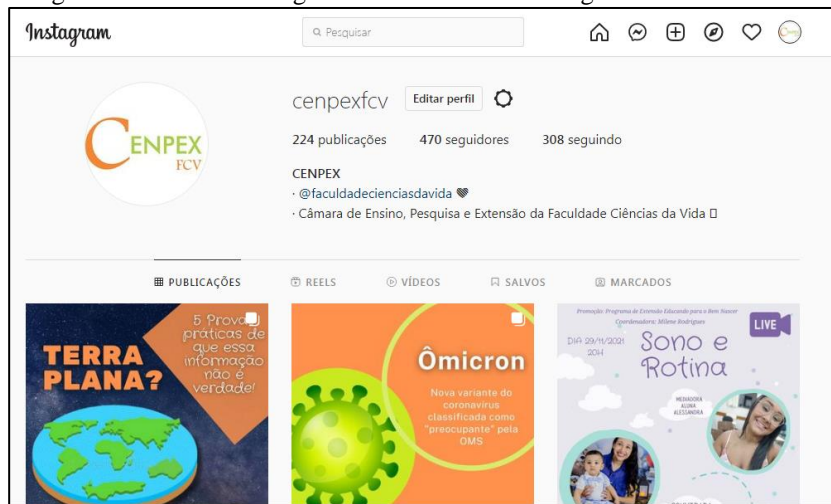 Instagram
Pesquisar
cenpexfcv Editar perfil
224 publicações 470 seguidores 308 seguindo
CENPEX
· @faculdadecienciasdavida
· Câmara de Ensino, Pesquisa e Extensão da Faculdade Ciências da Vida
CENPEX
FCV
PUBLICAÇÕES REELS VÍDEOS SALVOS MARCADOS
5 Provas
práticas de
que essa
informação
não é
verdade!
TERRA
PLANA?
Ômicron
Nova variante do
coronavírus
classificada como
"preocupante" pela
OMS
Promoção: Programa de Extensão Educando para o Bem Nascer
Coordenadora: Milene Rodrigues
LIVE
DIA 29/11/2021
20H
Sono e
Rotina
MEDIADORA
ALUNA
ALESSANDRA